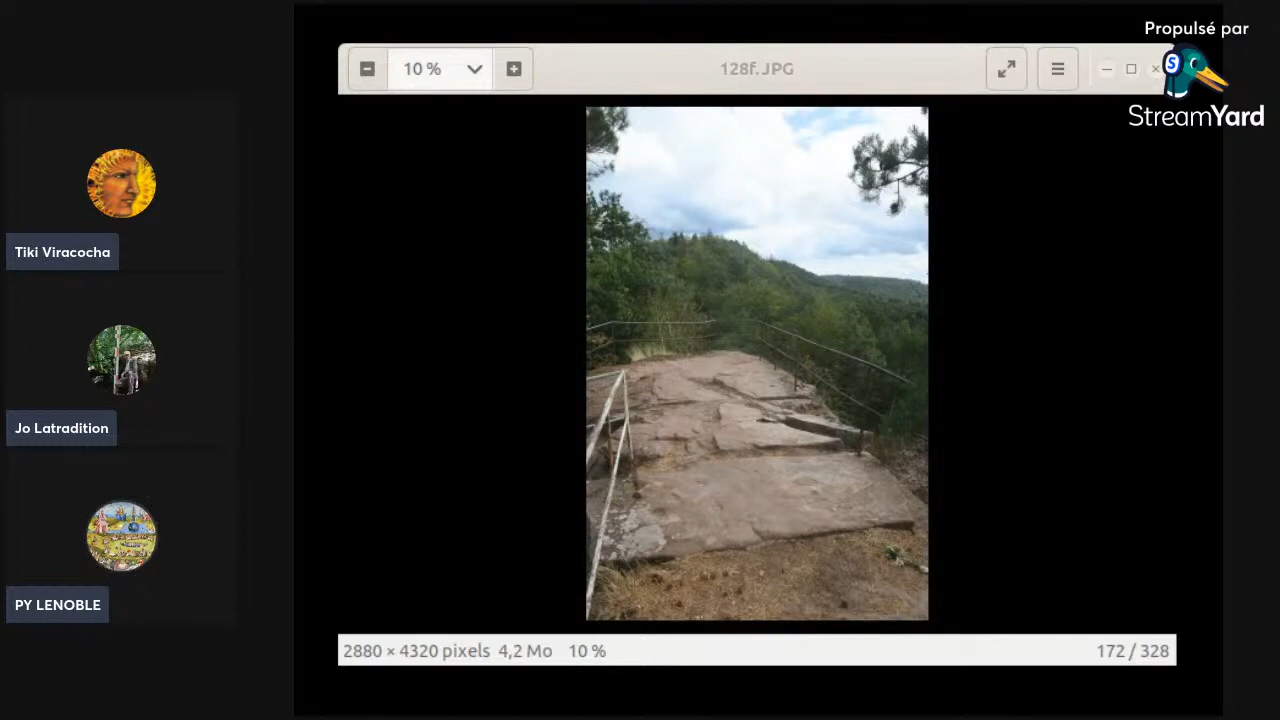 Propulsé par
StreamYard
10 %
128f.JPG
Tiki Viracocha
Jo Latradition
PY LENOBLE
2880 × 4320 pixels 4,2 Mo 10 %
172 / 328